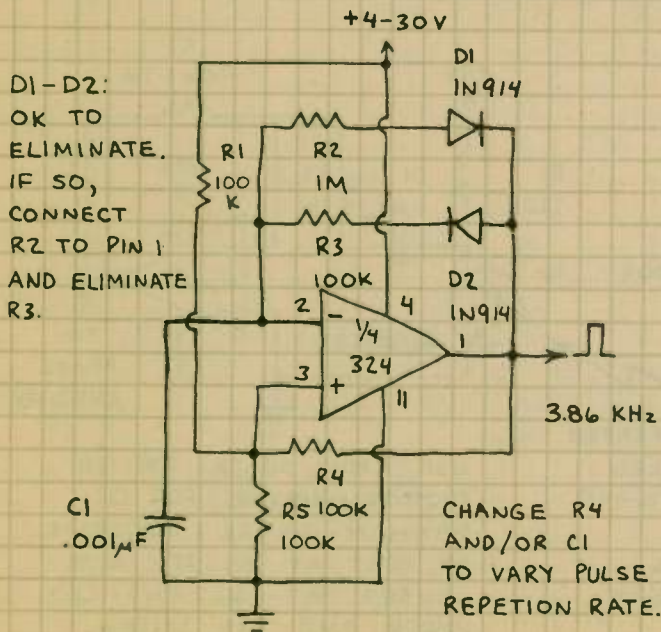 +4-30V
D1-D2:
OK TO
ELIMINATE.
IF SO,
CONNECT
R2 TO PIN 1
AND ELIMINATE
R3.
R1
100
K
D1
1N914
R2
1M
R3
100K
D2
1N914
2
-
1/4
324
3
+
4
1
11
3.86 KHz
R4
100K
R5
100K
C1
.001µF
CHANGE R4
AND/OR C1
TO VARY PULSE
REPETION RATE.